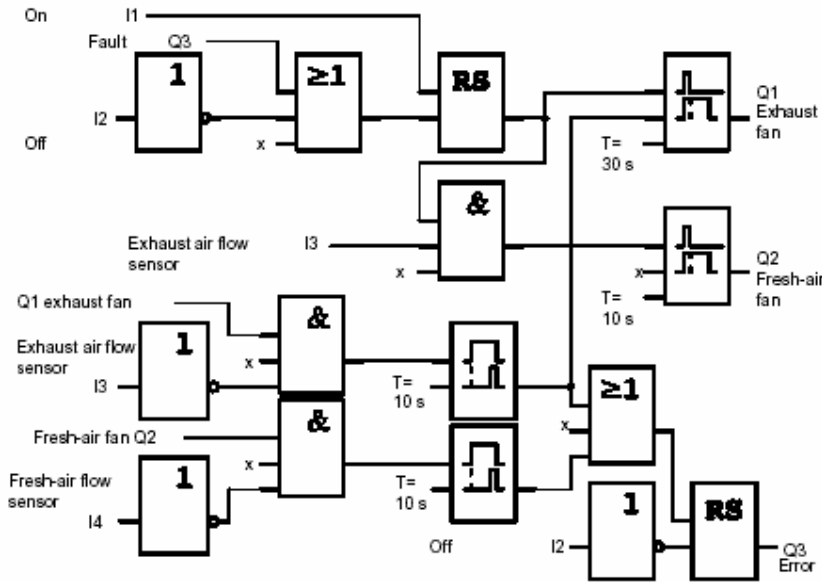 On I1
Fault Q3
1
≥1
RS
I2
Q1
Exhaust
fan
Off
x
T=
30 s
&
Exhaust air flow
sensor
I3
x
x
Q2
Fresh-air
fan
T=
10 s
Q1 exhaust fan
&
Exhaust air flow
sensor
1
x
I3
T=
10 s
≥1
Fresh-air fan Q2
&
x
Fresh-air flow
sensor
1
x
T=
10 s
I4
1
RS
Off
I2
Q3
Error